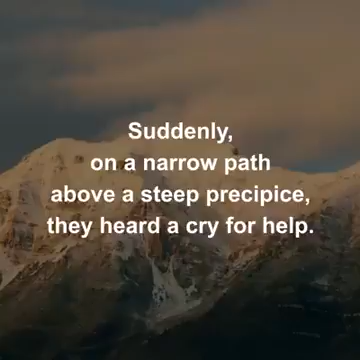 Suddenly,
on a narrow path
above a steep precipice,
they heard a cry for help.